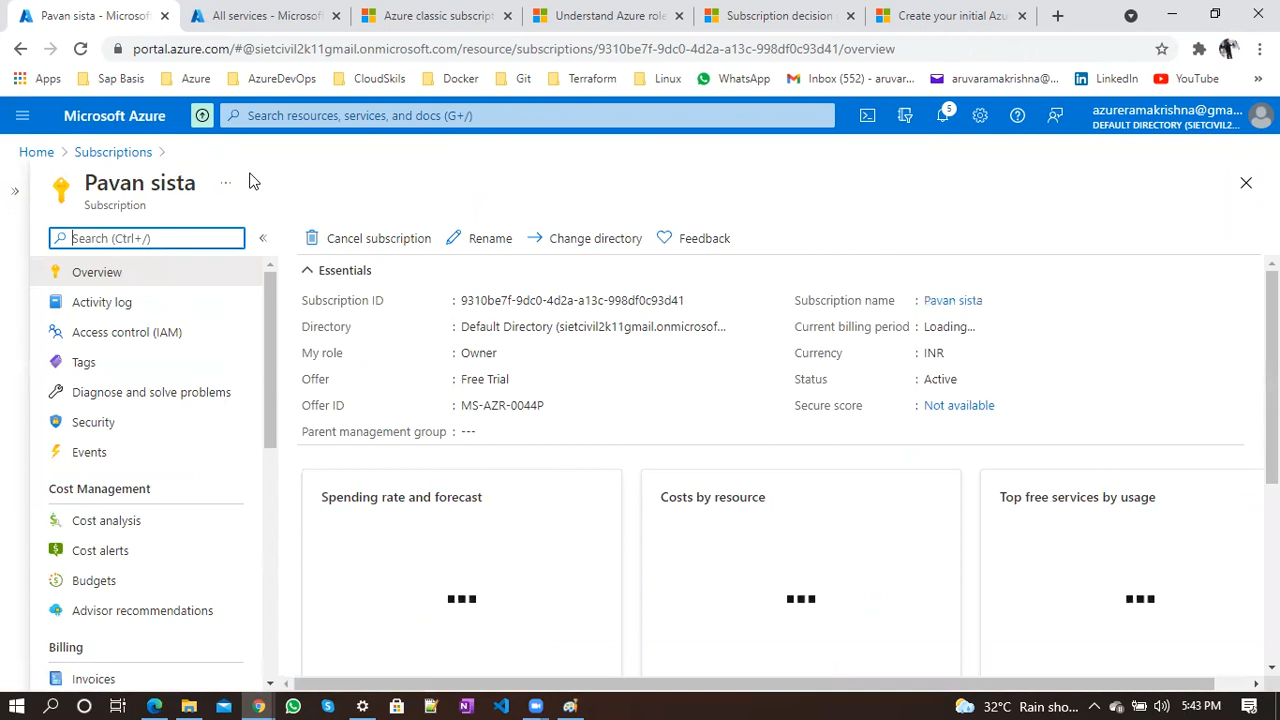 Pavan sista - Microsoft A
All services - Microsoft
Azure classic subscript
Understand Azure role
Subscription decision
Create your initial Azu
portal.azure.com/#@sietcivil2k11gmail.onmicrosoft.com/resource/subscriptions/9310be7f-9dc0-4d2a-a13c-998df0c93d41/overview
Apps
Sap Basis
Azure
AzureDevOps
CloudSkils
Docker
Git
Terraform
Linux
WhatsApp
Inbox (552) - aruvar...
aruvaramakrishna@...
LinkedIn
YouTube
»
Microsoft Azure
Search resources, services, and docs (G+/)
5
azureramakrishna@gma...
DEFAULT DIRECTORY (SIETCIVIL2...
Home > Subscriptions >
»
Pavan sista ...
Subscription
Search (Ctrl+/)
«
Cancel subscription
Rename
Change directory
Feedback
Overview
Activity log
Access control (IAM)
Tags
Diagnose and solve problems
Security
Events
Cost Management
Cost analysis
Cost alerts
Budgets
Advisor recommendations
Billing
Invoices
Essentials
Subscription ID : 9310be7f-9dc0-4d2a-a13c-998df0c93d41
Directory : Default Directory (sietcivil2k11gmail.onmicrosof...
My role : Owner
Offer : Free Trial
Offer ID : MS-AZR-0044P
Parent management group : ---
Subscription name : Pavan sista
Current billing period : Loading...
Currency : INR
Status : Active
Secure score : Not available
Spending rate and forecast
Costs by resource
Top free services by usage
32°C Rain sho...
5:43 PM